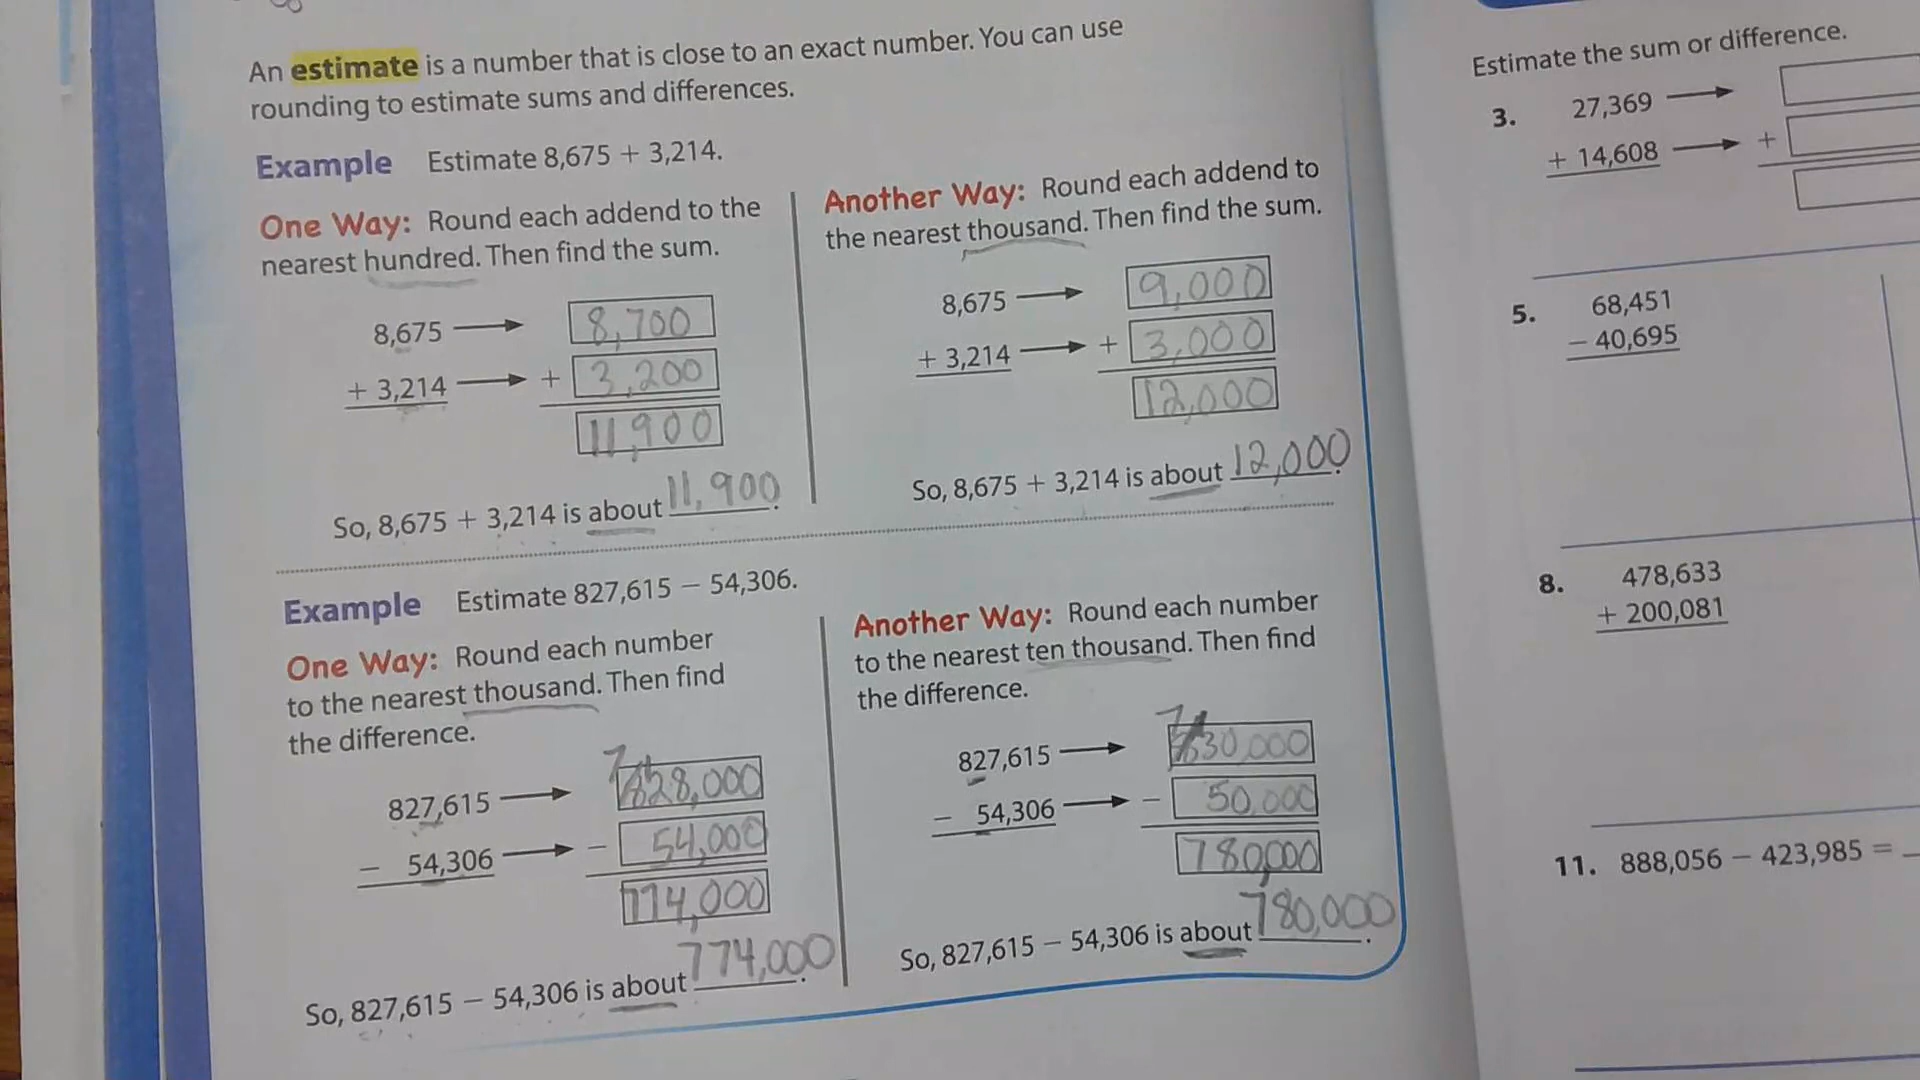 An estimate is a number that is close to an exact number. You can use
rounding to estimate sums and differences.
Example Estimate 8,675 + 3,214.
One Way: Round each addend to the
nearest hundred. Then find the sum.
8,675 → 8,700
+ 3,214 → + 3,200
11,900
So, 8,675 + 3,214 is about 11,900.
Another Way: Round each addend to
the nearest thousand. Then find the sum.
8,675 → 9,000
+ 3,214 → + 3,000
12,000
So, 8,675 + 3,214 is about 12,000.
Example Estimate 827,615 − 54,306.
One Way: Round each number
to the nearest thousand. Then find
the difference.
7
827,615 → 828,000
− 54,306 → − 54,000
774,000
So, 827,615 − 54,306 is about 774,000.
Another Way: Round each number
to the nearest ten thousand. Then find
the difference.
7
827,615 → 830,000
− 54,306 → − 50,000
780,000
So, 827,615 − 54,306 is about 780,000.
Estimate the sum or difference.
3. 27,369 →
+ 14,608 → +
5. 68,451
− 40,695
8. 478,633
+ 200,081
11. 888,056 − 423,985 =